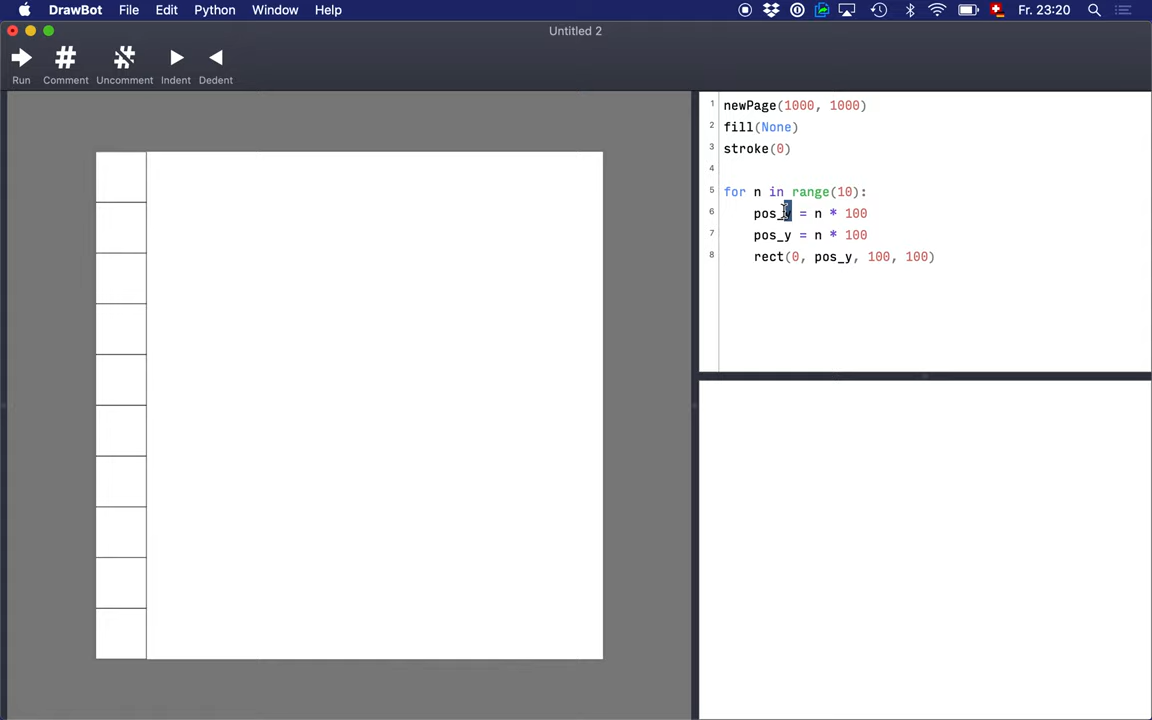 DrawBot File Edit Python Window Help Fr. 23:20
Untitled 2
Run Comment Uncomment Indent Dedent
1 newPage(1000, 1000)
2 fill(None)
3 stroke(0)
4
5 for n in range(10):
6 pos_y = n * 100
7 pos_y = n * 100
8 rect(0, pos_y, 100, 100)